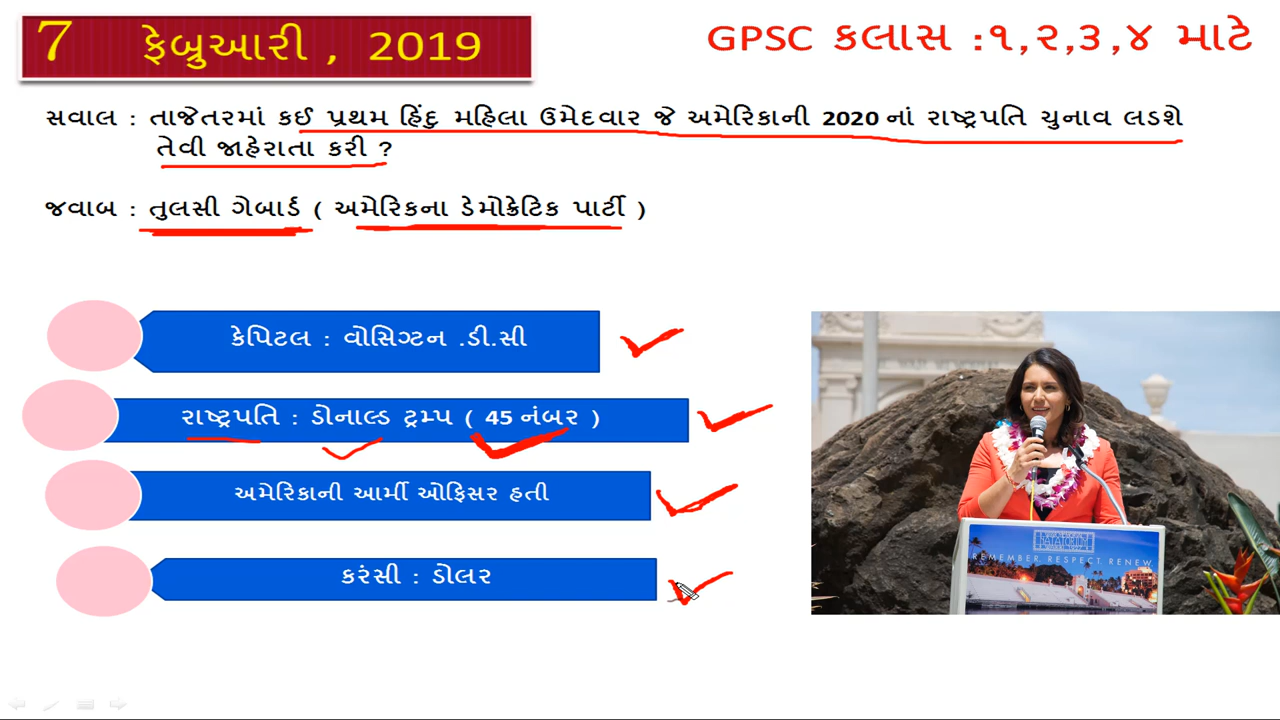 7 ફેબ્રુઆરી , 2019
GPSC કલાસ :૧,૨,૩,૪ માટે
સવાલ : તાજેતરમાં કઈ પ્રથમ હિંદુ મહિલા ઉમેદવાર જે અમેરિકાની 2020 નાં રાષ્ટ્રપતિ ચુનાવ લડશે
તેવી જાહેરાતા કરી ?
જવાબ : તુલસી ગેબાર્ડ ( અમેરિકના ડેમોક્રેટિક પાર્ટી )
કેપિટલ : વોસિગ્ટન .ડી.સી
રાષ્ટ્રપતિ : ડોનાલ્ડ ટ્રમ્પ ( 45 નંબર )
અમેરિકાની આર્મી ઓફિસર હતી
કરંસી : ડોલર
NATATORIUM
REMEMBER, RESPECT, RENEW